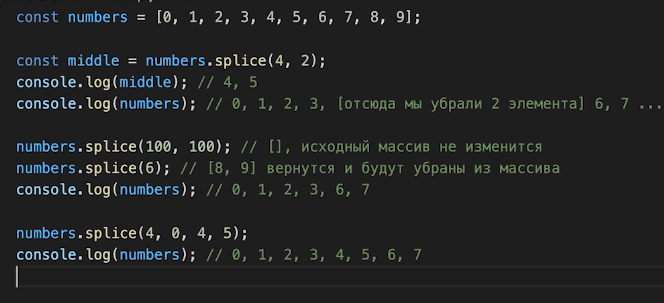 const numbers = [0, 1, 2, 3, 4, 5, 6, 7, 8, 9];
const middle = numbers.splice(4, 2);
console.log(middle); // 4, 5
console.log(numbers); // 0, 1, 2, 3, [отсюда мы убрали 2 элемента] 6, 7 ...
numbers.splice(100, 100); // [], исходный массив не изменится
numbers.splice(6); // [8, 9] вернутся и будут убраны из массива
console.log(numbers); // 0, 1, 2, 3, 6, 7
numbers.splice(4, 0, 4, 5);
console.log(numbers); // 0, 1, 2, 3, 4, 5, 6, 7